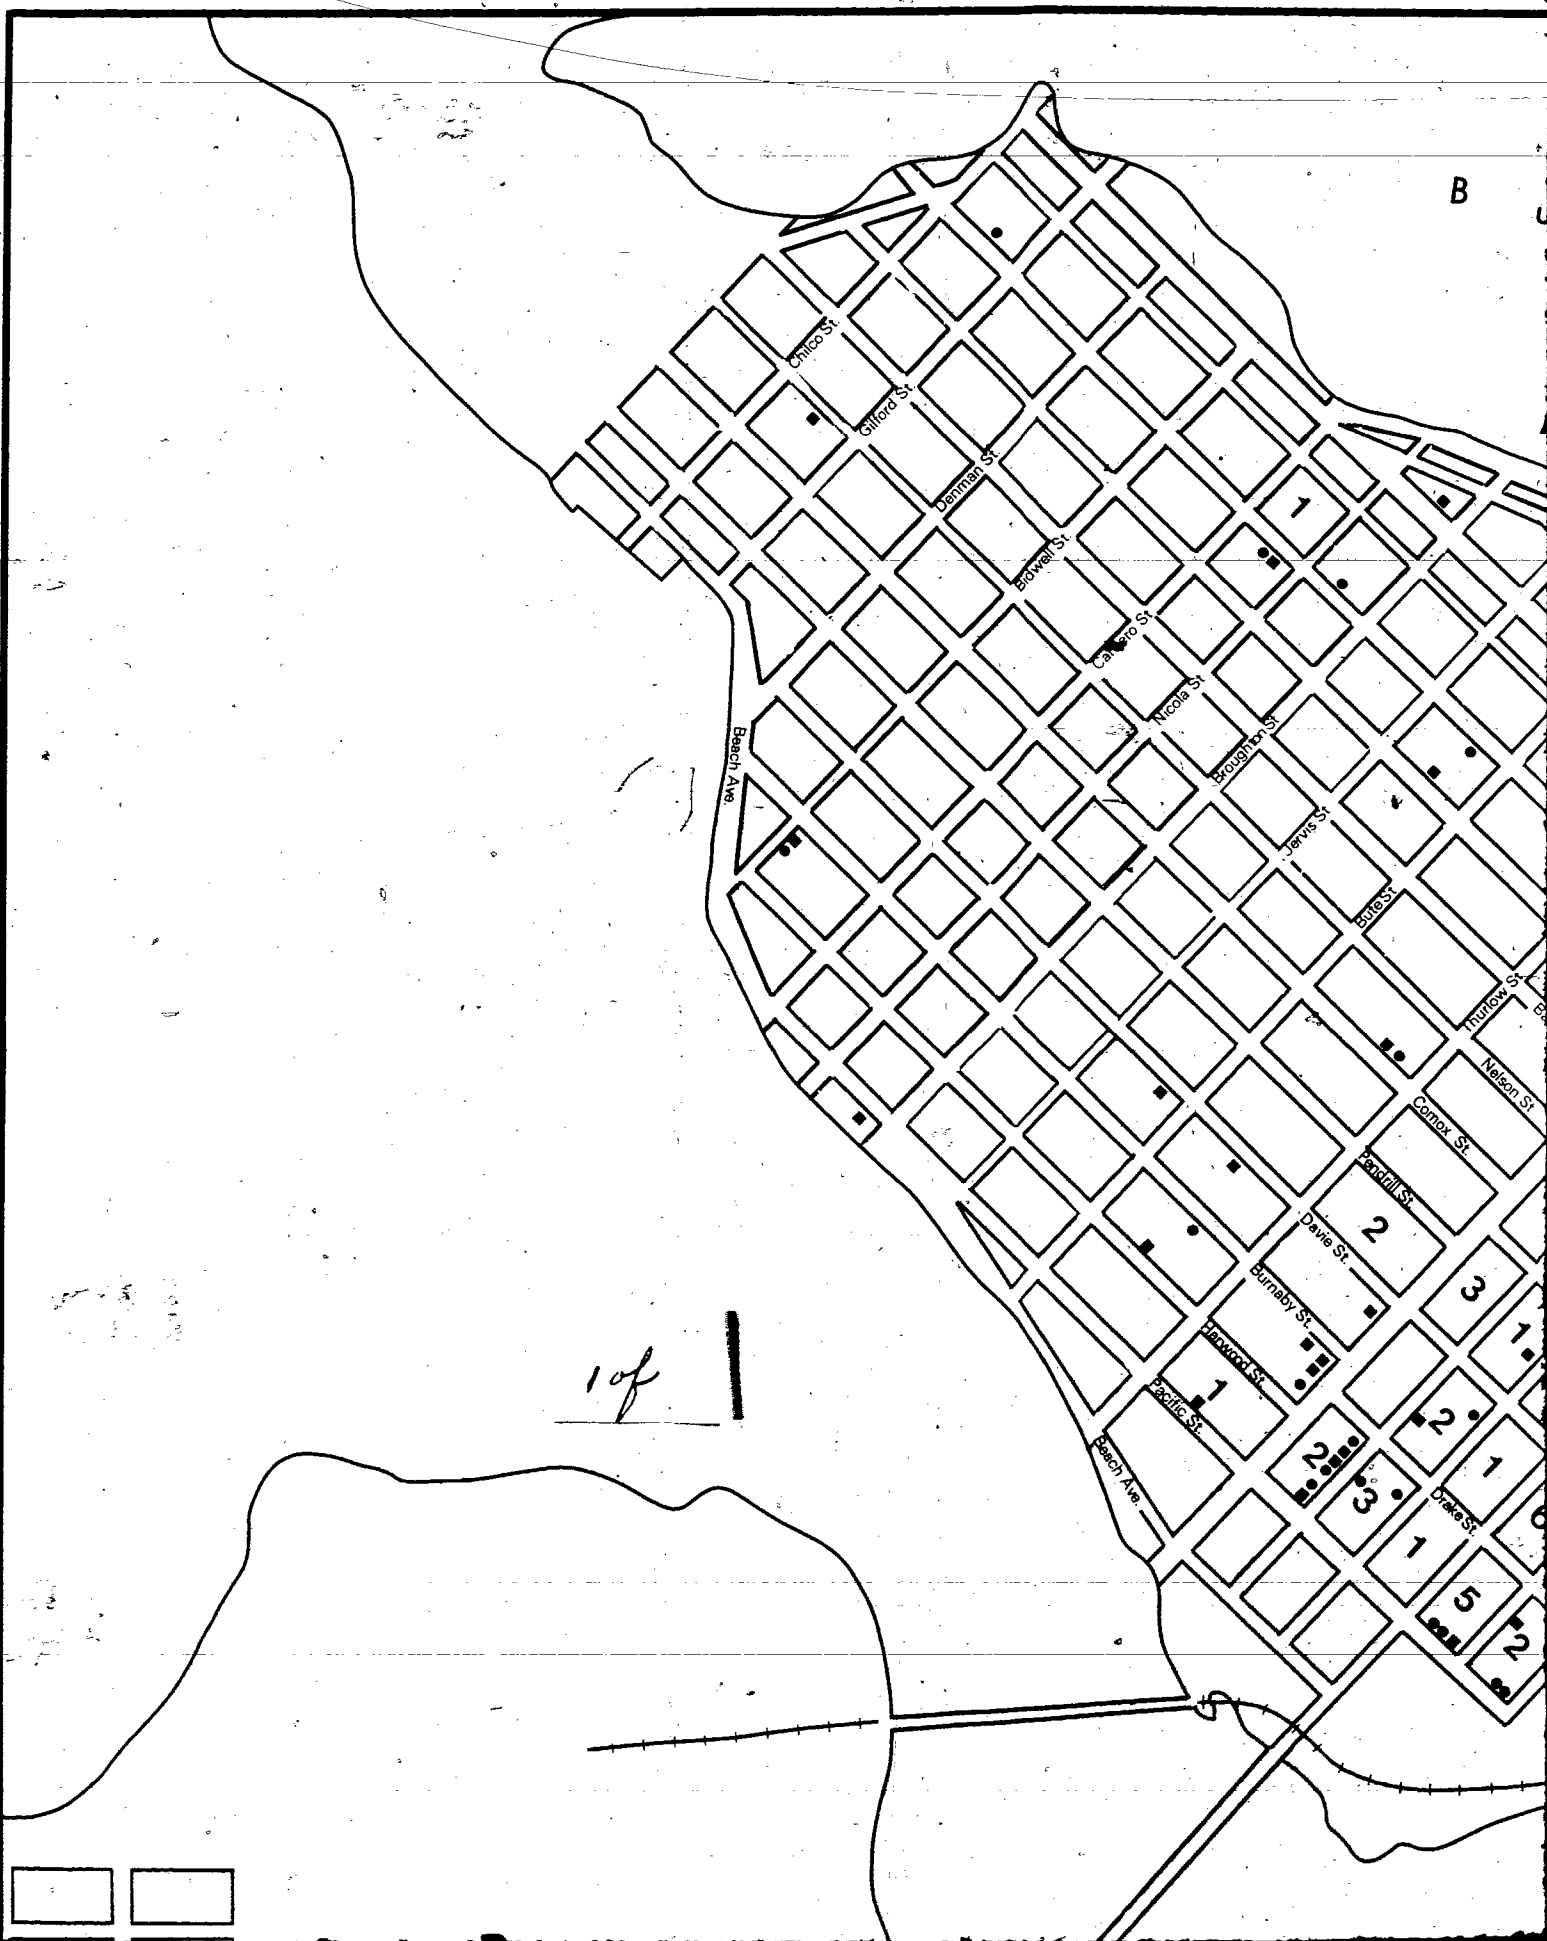 B
Chilco St.
Gilford St.
Denman St.
1
Bidwell St.
Nicola St
Broughton St
Beach Ave.
Jervis St
Bute St
Thurlow St
Nelson St
Comox St.
Pendrill St.
2
Davie St.
3
Burnaby St.
1
Harwood St.
1
Pacific St.
2
1 of
2
1
Beach Ave.
3
Drake St.
6
1
5
2